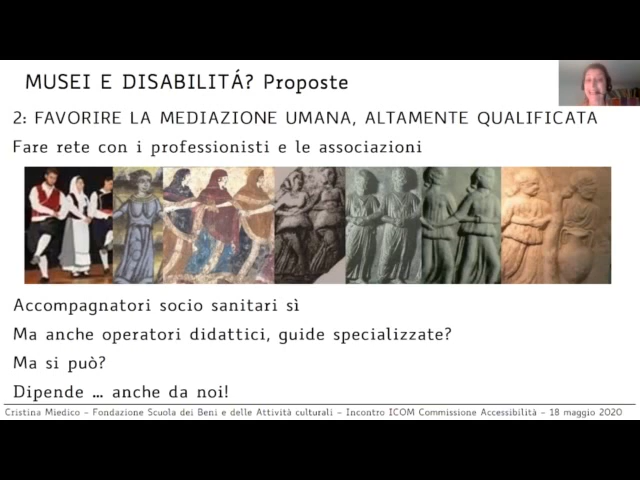 MUSEI E DISABILITÁ? Proposte
2: FAVORIRE LA MEDIAZIONE UMANA, ALTAMENTE QUALIFICATA
Fare rete con i professionisti e le associazioni
Accompagnatori socio sanitari sì
Ma anche operatori didattici, guide specializzate?
Ma si può?
Dipende … anche da noi!
Cristina Miedico – Fondazione Scuola dei Beni e delle Attività culturali – Incontro ICOM Commissione Accessibilità – 18 maggio 2020